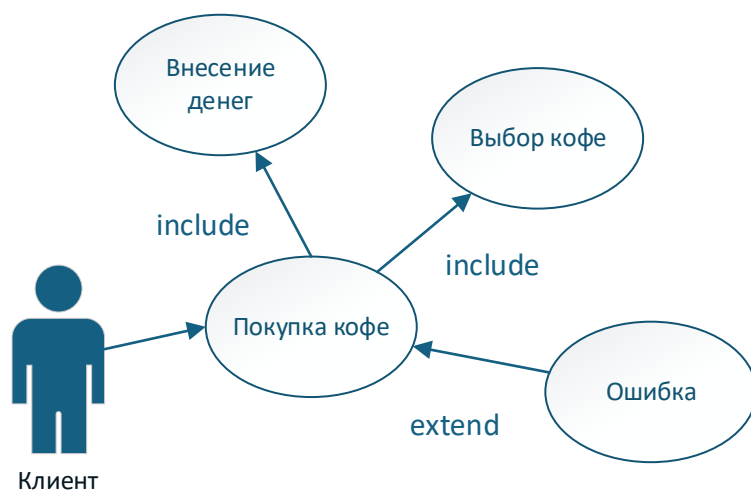 Внесение
денег
Выбор кофе
include
include
Покупка кофе
Ошибка
extend
Клиент